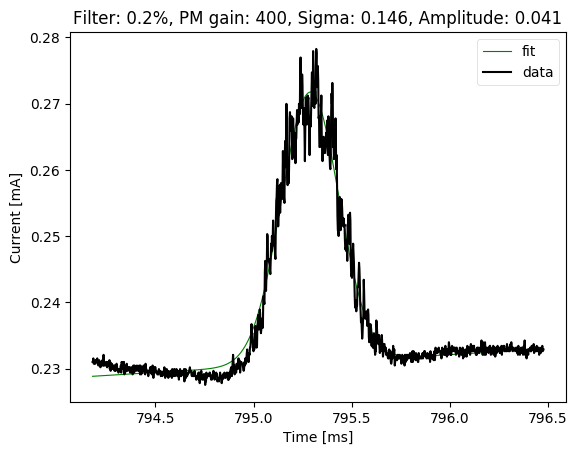 Filter: 0.2%, PM gain: 400, Sigma: 0.146, Amplitude: 0.041
fit
data
0.28
0.27
0.26
0.25
0.24
0.23
Current [mA]
794.5
795.0
795.5
796.0
796.5
Time [ms]